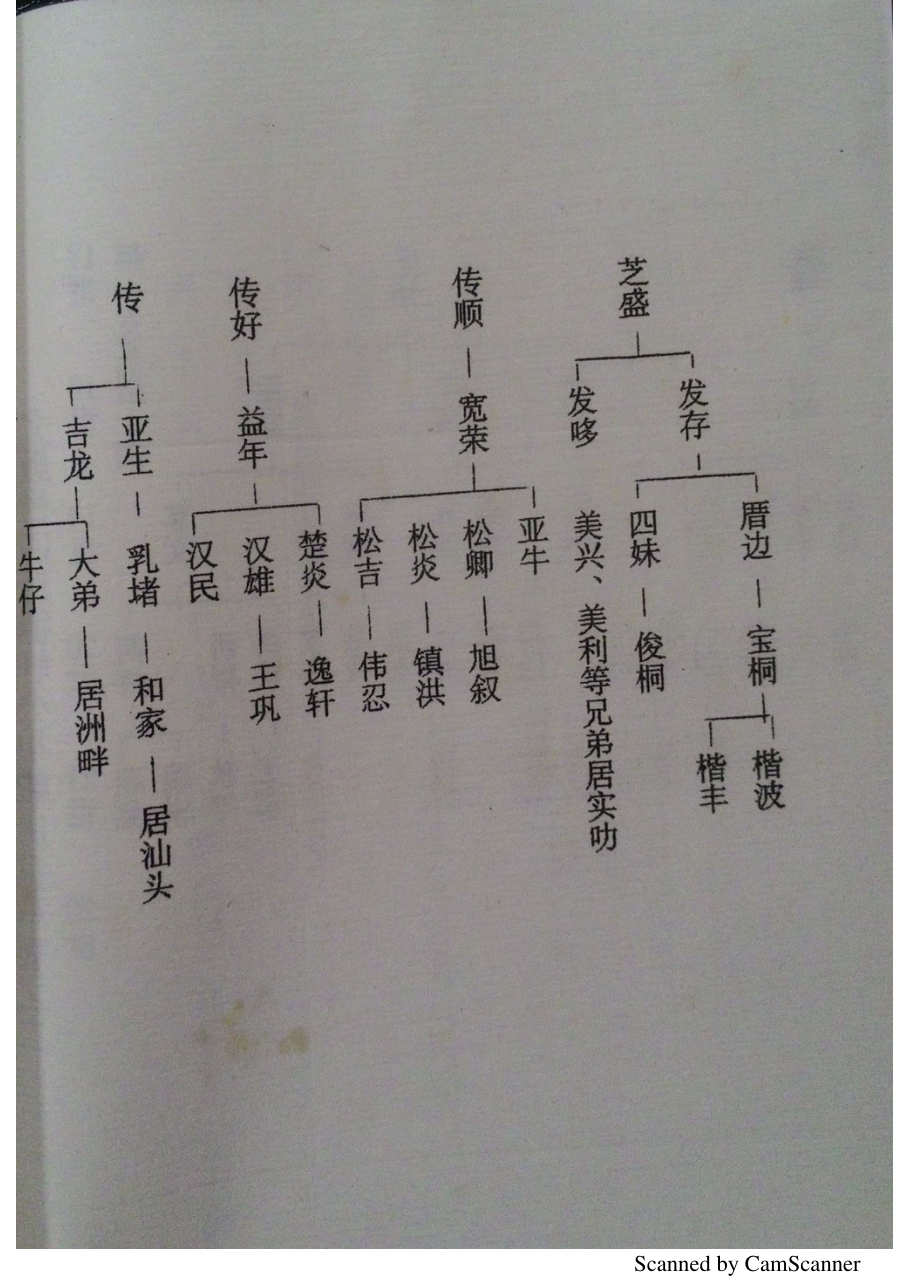 芝盛
发存
厝边
宝桐
楷波
楷丰
四妹
俊桐
发哆
美兴、美利等兄弟居实叻
传顺
宽荣
亚牛
松卿
旭叙
松炎
镇洪
松吉
伟忍
传好
益年
楚炎
逸轩
汉雄
王巩
汉民
传
亚生
乳堵
和家
居汕头
吉龙
大弟
居洲畔
牛仔
Scanned by CamScanner